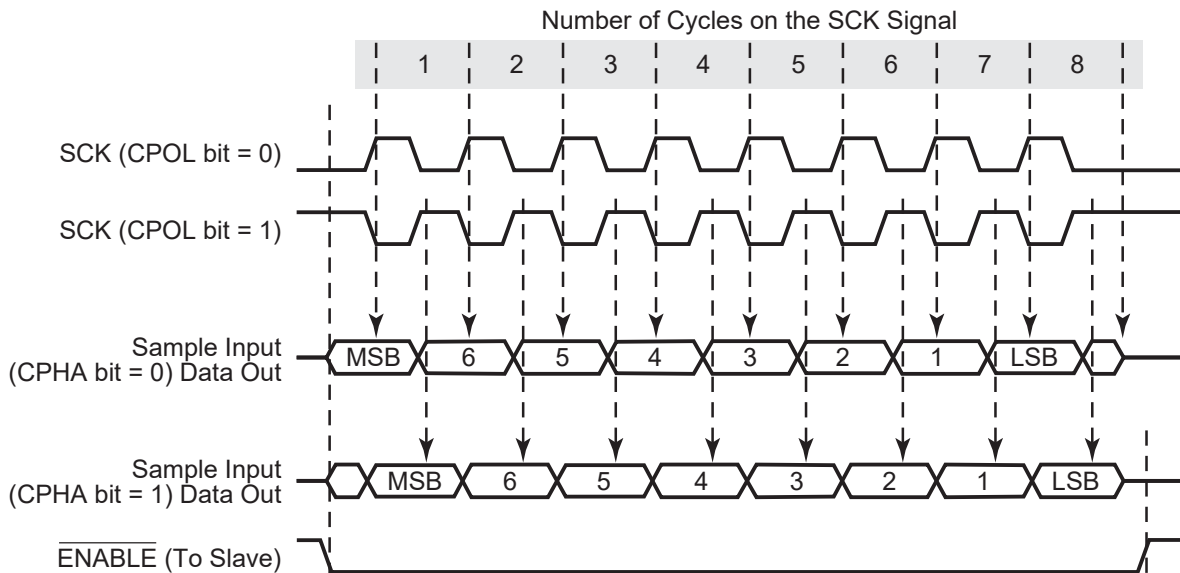 Number of Cycles on the SCK Signal
1 2 3 4 5 6 7 8
SCK (CPOL bit = 0)
SCK (CPOL bit = 1)
Sample Input
(CPHA bit = 0) Data Out
MSB 6 5 4 3 2 1 LSB
Sample Input
(CPHA bit = 1) Data Out
MSB 6 5 4 3 2 1 LSB
ENABLE (To Slave)